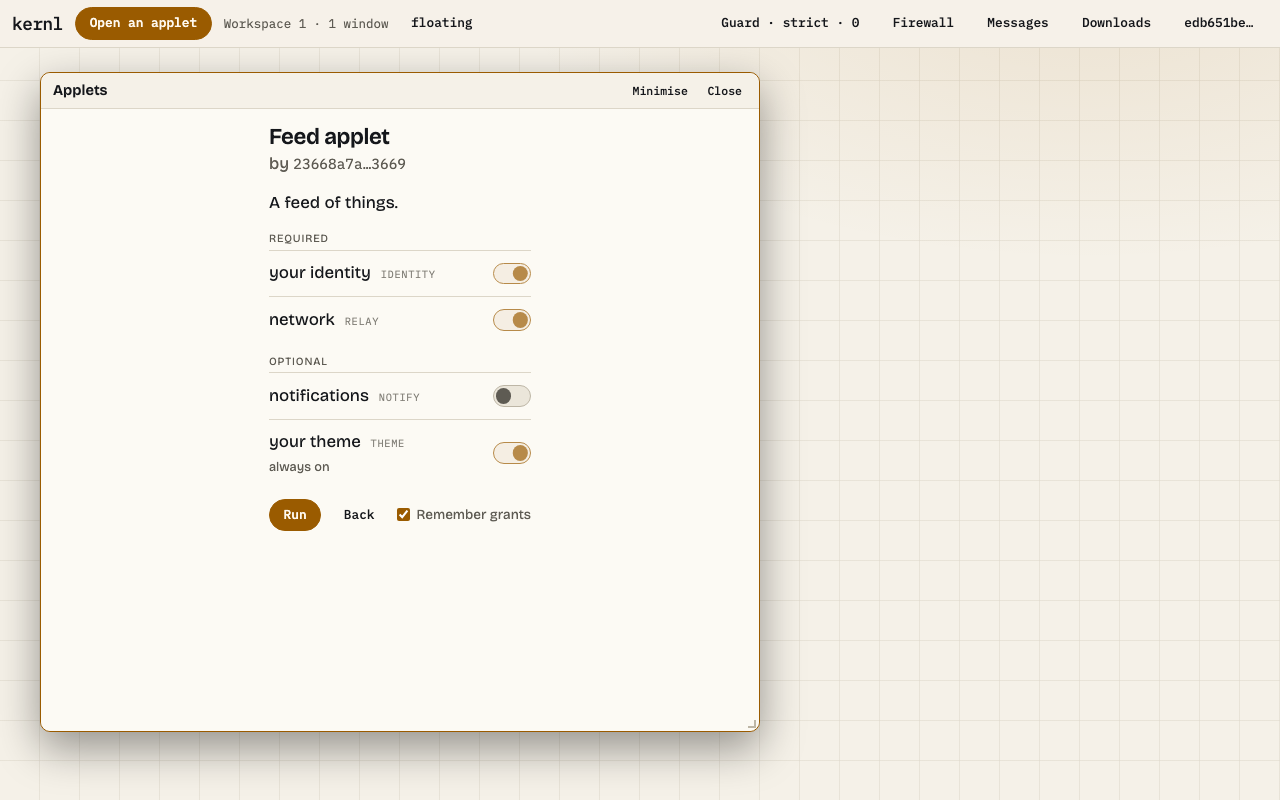 kernl Open an applet Workspace 1 · 1 window floating Guard · strict · 0 Firewall Messages Downloads edb651be…
Applets Minimise Close
Feed applet
by 23668a7a…3669
A feed of things.
REQUIRED
your identity IDENTITY
network RELAY
OPTIONAL
notifications NOTIFY
your theme THEME
always on
Run Back Remember grants